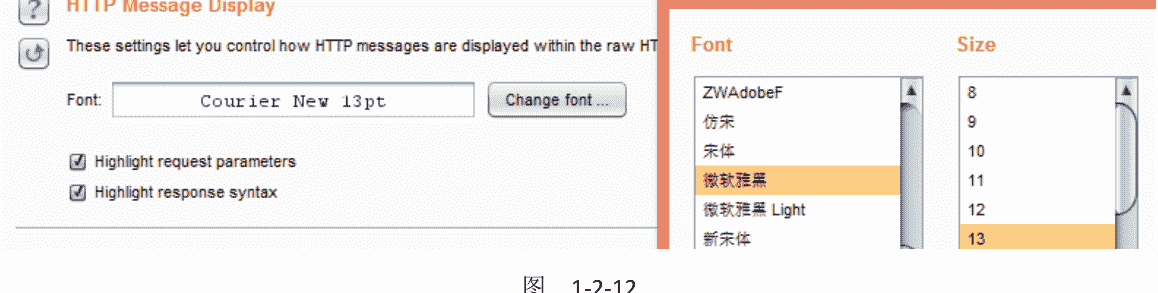 HTTP Message Display
?
These settings let you control how HTTP messages are displayed within the raw HT
Font:
Courier New 13pt
Change font ...
Highlight request parameters
Highlight response syntax
Font
ZWAdobeF
仿宋
宋体
微软雅黑
微软雅黑 Light
新宋体
Size
8
9
10
11
12
13
图 1-2-12